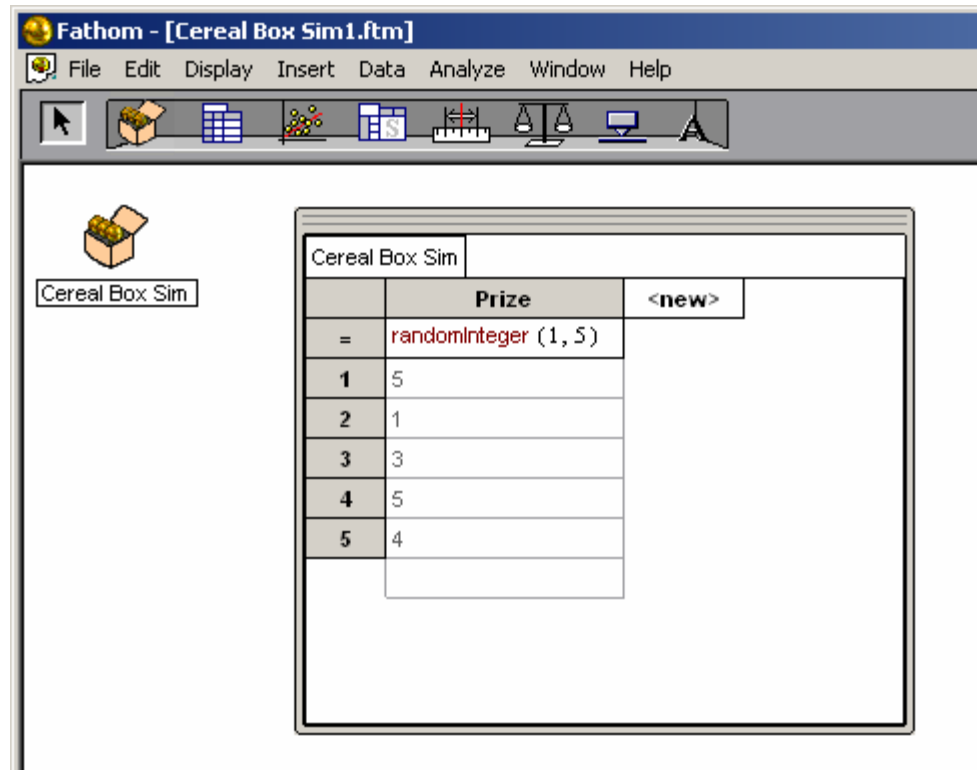 Fathom - [Cereal Box Sim1.ftm]
File Edit Display Insert Data Analyze Window Help
S A
Cereal Box Sim
Cereal Box Sim
Prize <new>
= randomInteger (1, 5)
1 5
2 1
3 3
4 5
5 4